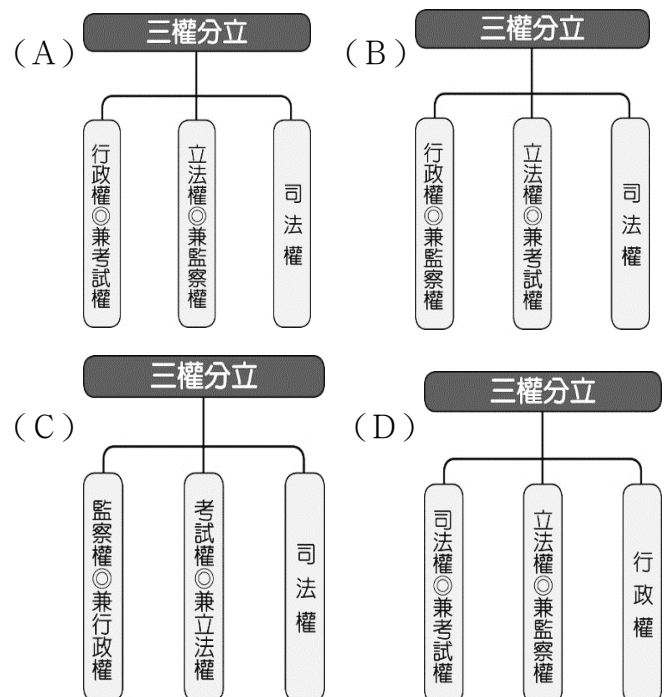 (A)
三權分立
行政權◎兼考試權
立法權◎兼監察權
司法權
(B)
三權分立
行政權◎兼監察權
立法權◎兼考試權
司法權
(C)
三權分立
監察權◎兼行政權
考試權◎兼立法權
司法權
(D)
三權分立
司法權◎兼考試權
立法權◎兼監察權
行政權